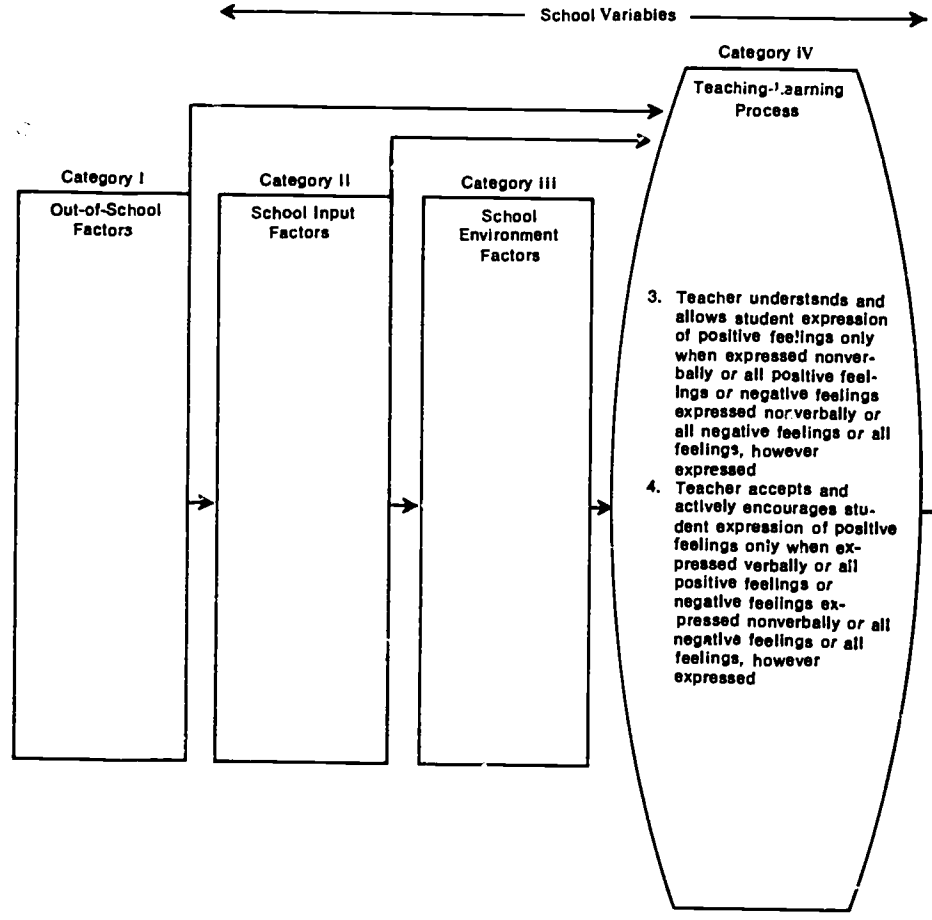 School Variables
Category IV
Teaching-Learning
Process
Category I
Out-of-School
Factors
Category II
School Input
Factors
Category III
School
Environment
Factors
3. Teacher understands and
allows student expression
of positive feelings only
when expressed nonver-
bally or all positive feel-
ings or negative feelings
expressed nonverbally or
all negative feelings or all
feelings, however
expressed
4. Teacher accepts and
actively encourages stu-
dent expression of positive
feelings only when ex-
pressed verbally or all
positive feelings or
negative feelings ex-
pressed nonverbally or all
negative feelings or all
feelings, however
expressed